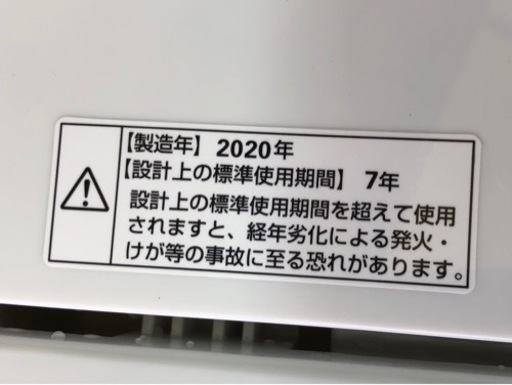 【製造年】2020年
【設計上の標準使用期間】 7年
設計上の標準使用期間を超えて使用
されますと、経年劣化による発火・
けが等の事故に至る恐れがあります。